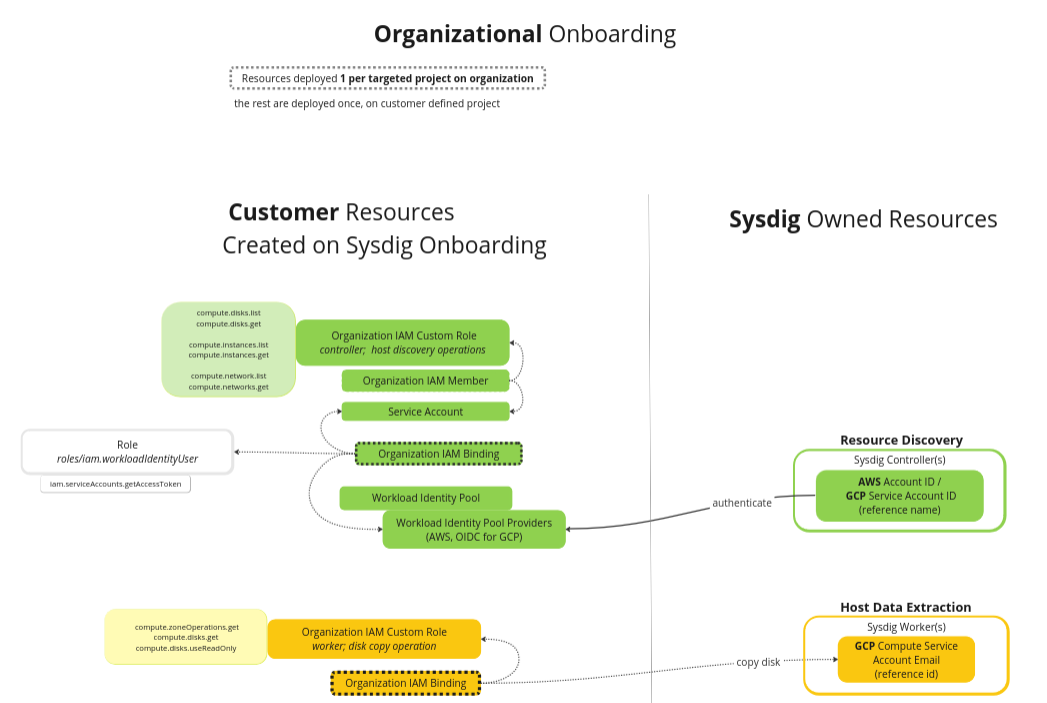 Organizational Onboarding
Resources deployed 1 per targeted project on organization
the rest are deployed once, on customer defined project
Customer Resources
Created on Sysdig Onboarding
Sysdig Owned Resources
compute.disks.list
compute.disks.get
compute.instances.list
compute.instances.get
compute.network.list
compute.networks.get
Organization IAM Custom Role
controller; host discovery operations
Organization IAM Member
Service Account
Organization IAM Binding
Role
roles/iam.workloadIdentityUser
iam.serviceAccounts.getAccessToken
Workload Identity Pool
Workload Identity Pool Providers
(AWS, OIDC for GCP)
authenticate
Resource Discovery
Sysdig Controller(s)
AWS Account ID /
GCP Service Account ID
(reference name)
compute.zoneOperations.get
compute.disks.get
compute.disks.useReadOnly
Organization IAM Custom Role
worker; disk copy operation
Organization IAM Binding
copy disk
Host Data Extraction
Sysdig Worker(s)
GCP Compute Service
Account Email
(reference id)